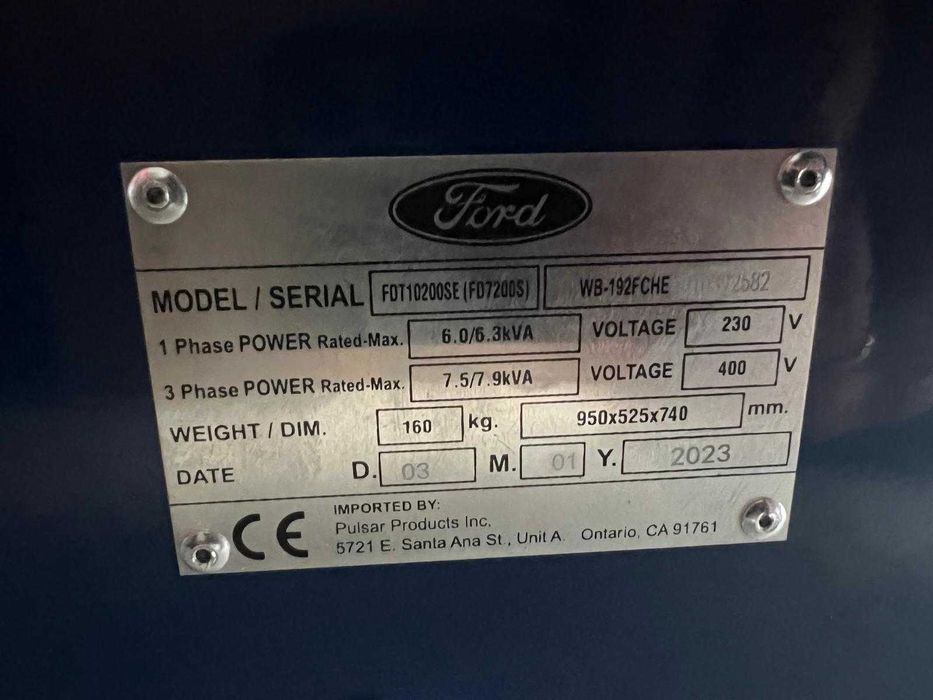 Ford
MODEL / SERIAL FDT10200SE (FD7200S) WB-192FCHE
1 Phase POWER Rated-Max. 6.0/6.3kVA VOLTAGE 230 V
3 Phase POWER Rated-Max. 7.5/7.9kVA VOLTAGE 400 V
WEIGHT / DIM. 160 kg. 950x525x740 mm.
DATE D. 03 M. 01 Y. 2023
CE
IMPORTED BY:
Pulsar Products Inc.
5721 E. Santa Ana St., Unit A Ontario, CA 91761